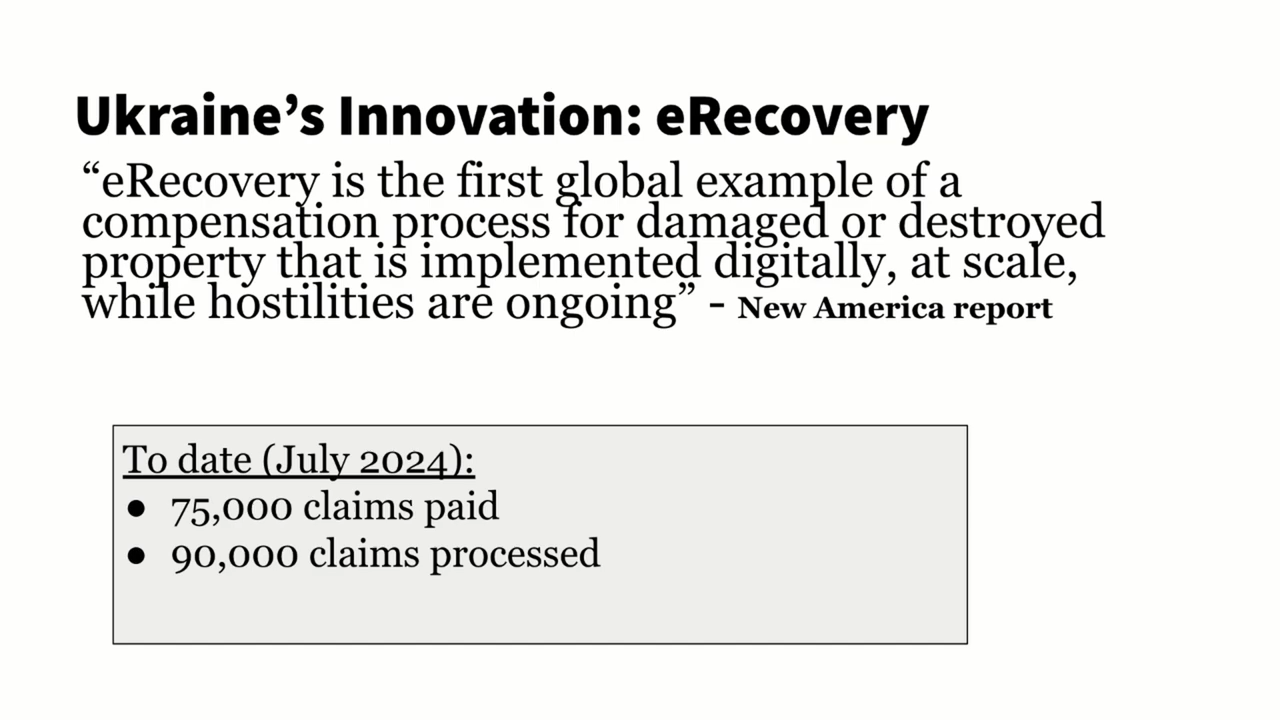 Ukraine’s Innovation: eRecovery
“eRecovery is the first global example of a
compensation process for damaged or destroyed
property that is implemented digitally, at scale,
while hostilities are ongoing” - New America report
To date (July 2024):
● 75,000 claims paid
● 90,000 claims processed